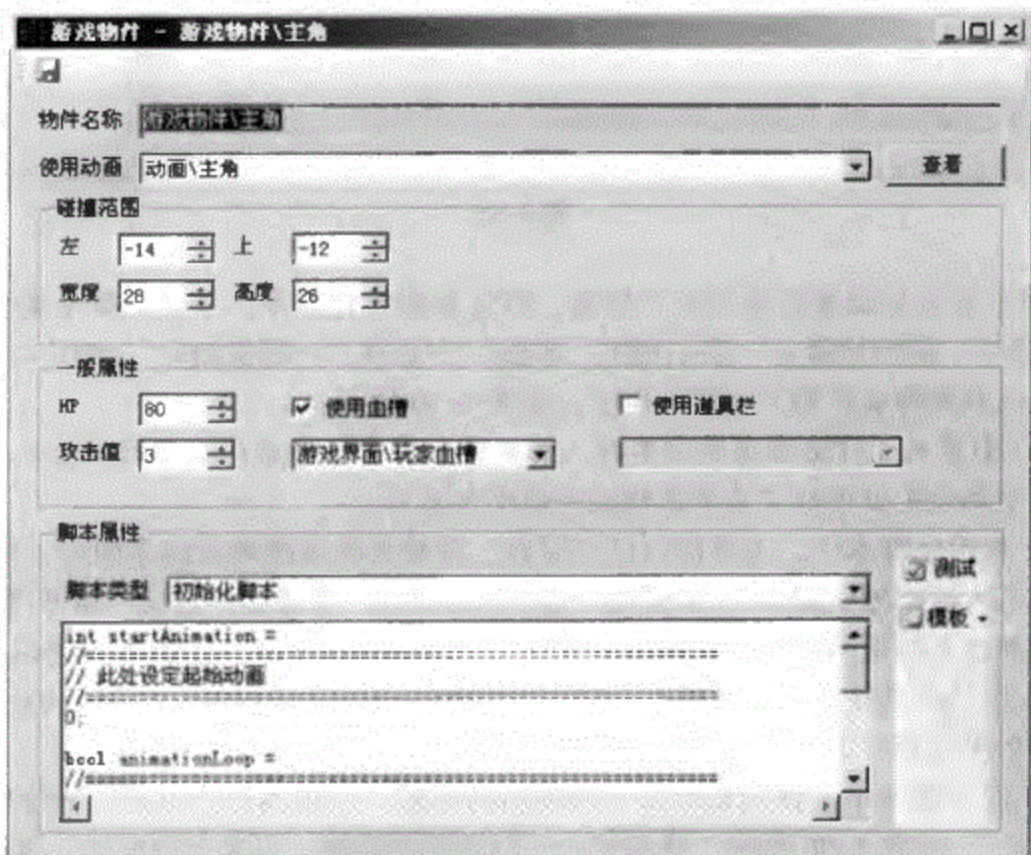 游戏物件 - 游戏物件\主角
物件名称 游戏物件\主角
使用动画 动画\主角 查看
碰撞范围
左 -14 上 -12
宽度 28 高度 26
一般属性
HP 80 使用血槽 使用道具栏
攻击值 3 游戏界面\玩家血槽
脚本属性
脚本类型 初始化脚本 测试
模板
int startAnimation =
//============================================================
// 此处设定起始动画
//============================================================
0;
bool animationLoop =
//============================================================